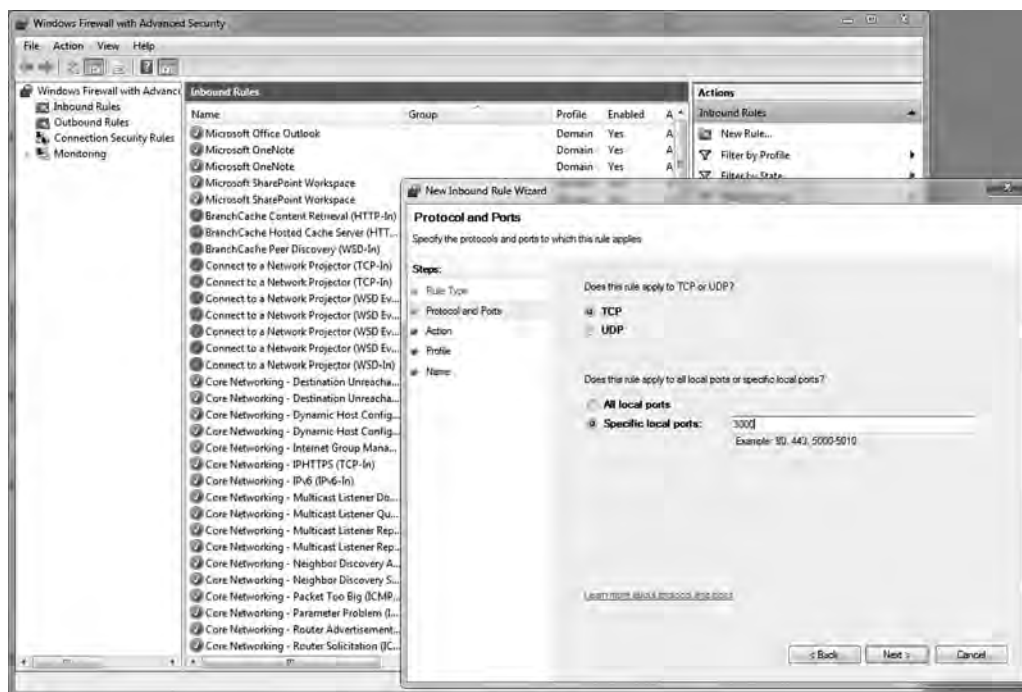 Windows Firewall with Advanced Security
File Action View Help
Windows Firewall with Advanc
Inbound Rules
Outbound Rules
Connection Security Rules
Monitoring
Inbound Rules
Name Group Profile Enabled A
Microsoft Office Outlook Domain Yes A
Microsoft OneNote Domain Yes A
Microsoft OneNote Domain Yes A
Microsoft SharePoint Workspace
Microsoft SharePoint Workspace
BranchCache Content Retrieval (HTTP-In)
BranchCache Hosted Cache Server (HTT...
BranchCache Peer Discovery (WSD-In)
Connect to a Network Projector (TCP-In)
Connect to a Network Projector (TCP-In)
Connect to a Network Projector (WSD Ev...
Connect to a Network Projector (WSD Ev...
Connect to a Network Projector (WSD Ev...
Connect to a Network Projector (WSD Ev...
Connect to a Network Projector (WSD-In)
Core Networking - Destination Unreacha...
Core Networking - Destination Unreacha...
Core Networking - Dynamic Host Config...
Core Networking - Dynamic Host Config...
Core Networking - Internet Group Mana...
Core Networking - IPHTTPS (TCP-In)
Core Networking - IPv6 (IPv6-In)
Core Networking - Multicast Listener Do...
Core Networking - Multicast Listener Qu...
Core Networking - Multicast Listener Rep...
Core Networking - Multicast Listener Rep...
Core Networking - Neighbor Discovery A...
Core Networking - Neighbor Discovery S...
Core Networking - Packet Too Big (ICMP...
Core Networking - Parameter Problem (I...
Core Networking - Router Advertisement...
Core Networking - Router Solicitation (IC...
Actions
Inbound Rules
New Rule...
Filter by Profile
Filter by State
New Inbound Rule Wizard
Protocol and Ports
Specify the protocols and ports to which this rule applies
Steps:
Rule Type
Protocol and Ports
Action
Profile
Name
Does this rule apply to TCP or UDP?
TCP
UDP
Does this rule apply to all local ports or specific local ports?
All local ports
Specific local ports: 3000
Example: 80, 443, 5000-5010
Learn more about protocol and ports
< Back Next > Cancel